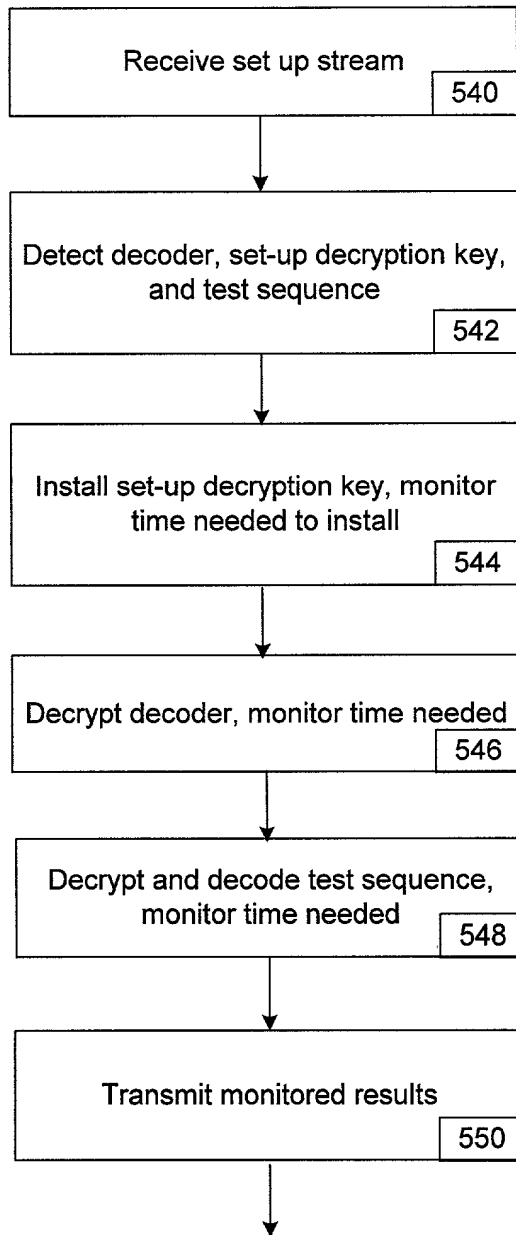 Receive set up stream
540
Detect decoder, set-up decryption key,
and test sequence
542
Install set-up decryption key, monitor
time needed to install
544
Decrypt decoder, monitor time needed
546
Decrypt and decode test sequence,
monitor time needed
548
Transmit monitored results
550